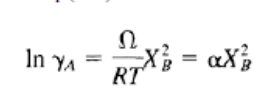 ln γ_A = Ω/RT X_B^2 = αX_B^2